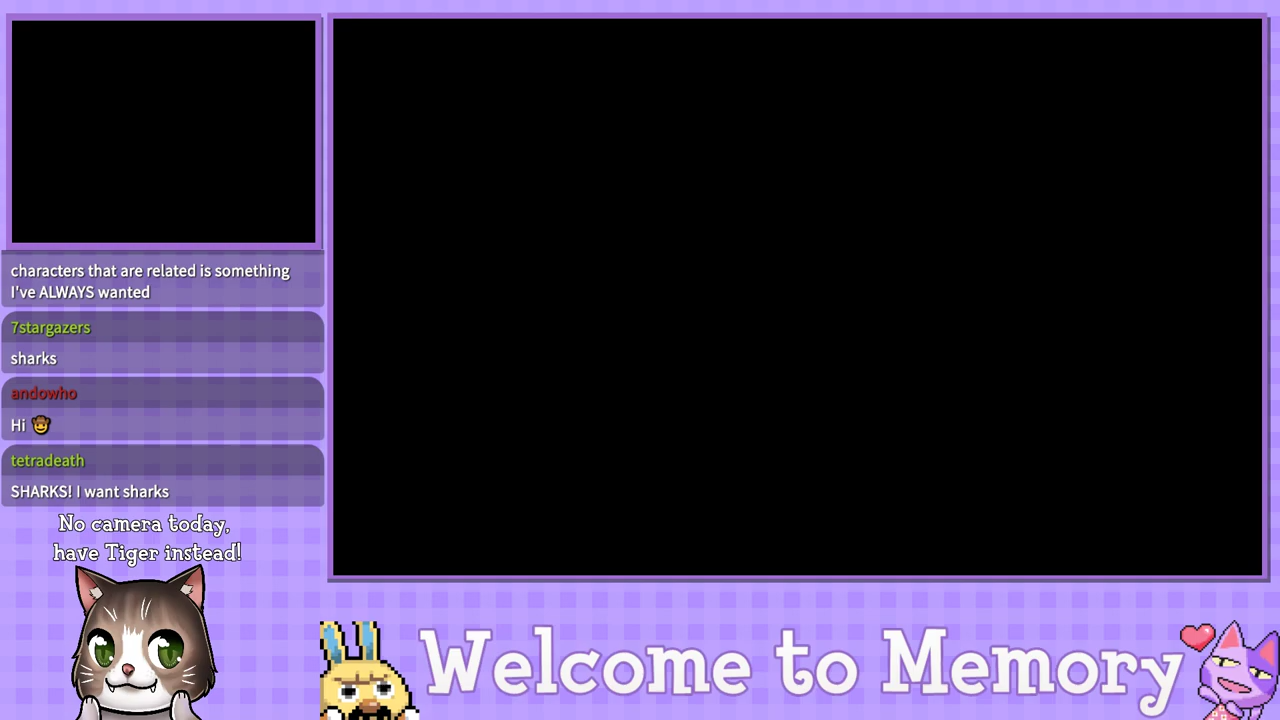 characters that are related is something
I've ALWAYS wanted
7stargazers
sharks
andowho
Hi 🤠
tetradeath
SHARKS! I want sharks
No camera today,
have Tiger instead!
Welcome to Memory